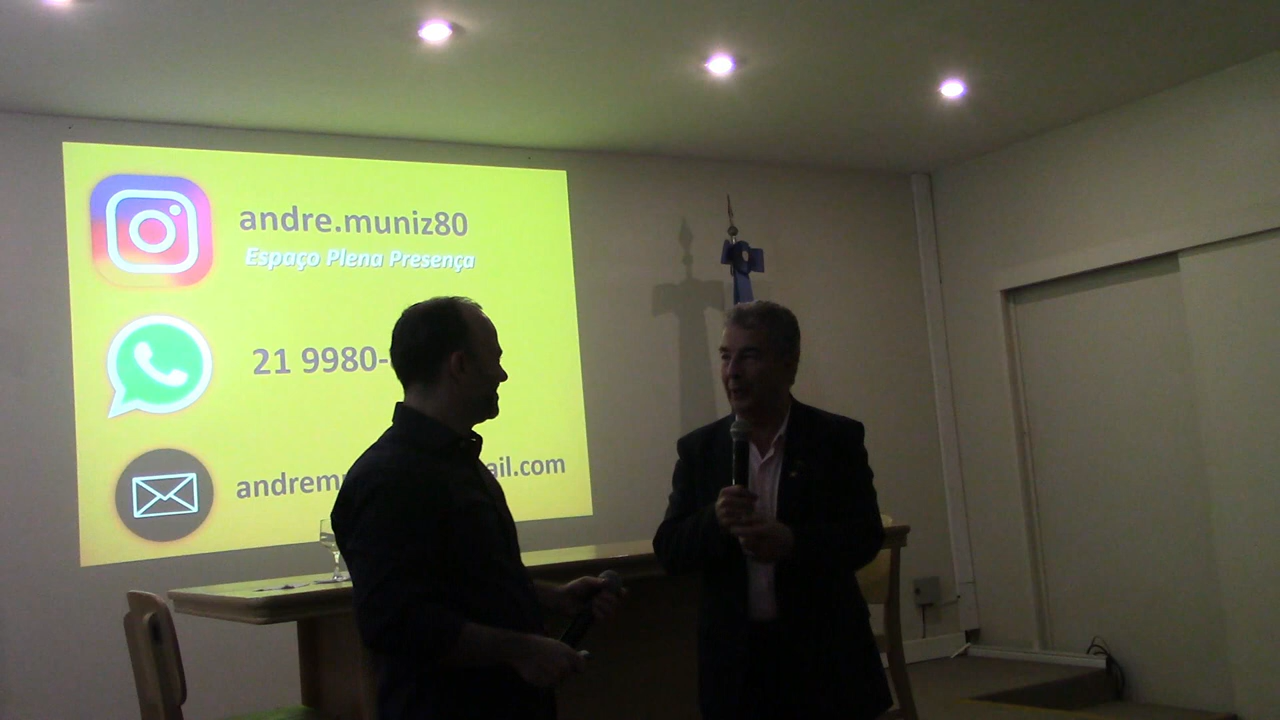 andre.muniz80
Espaço Plena Presença
21 9980-
andrem
ail.com